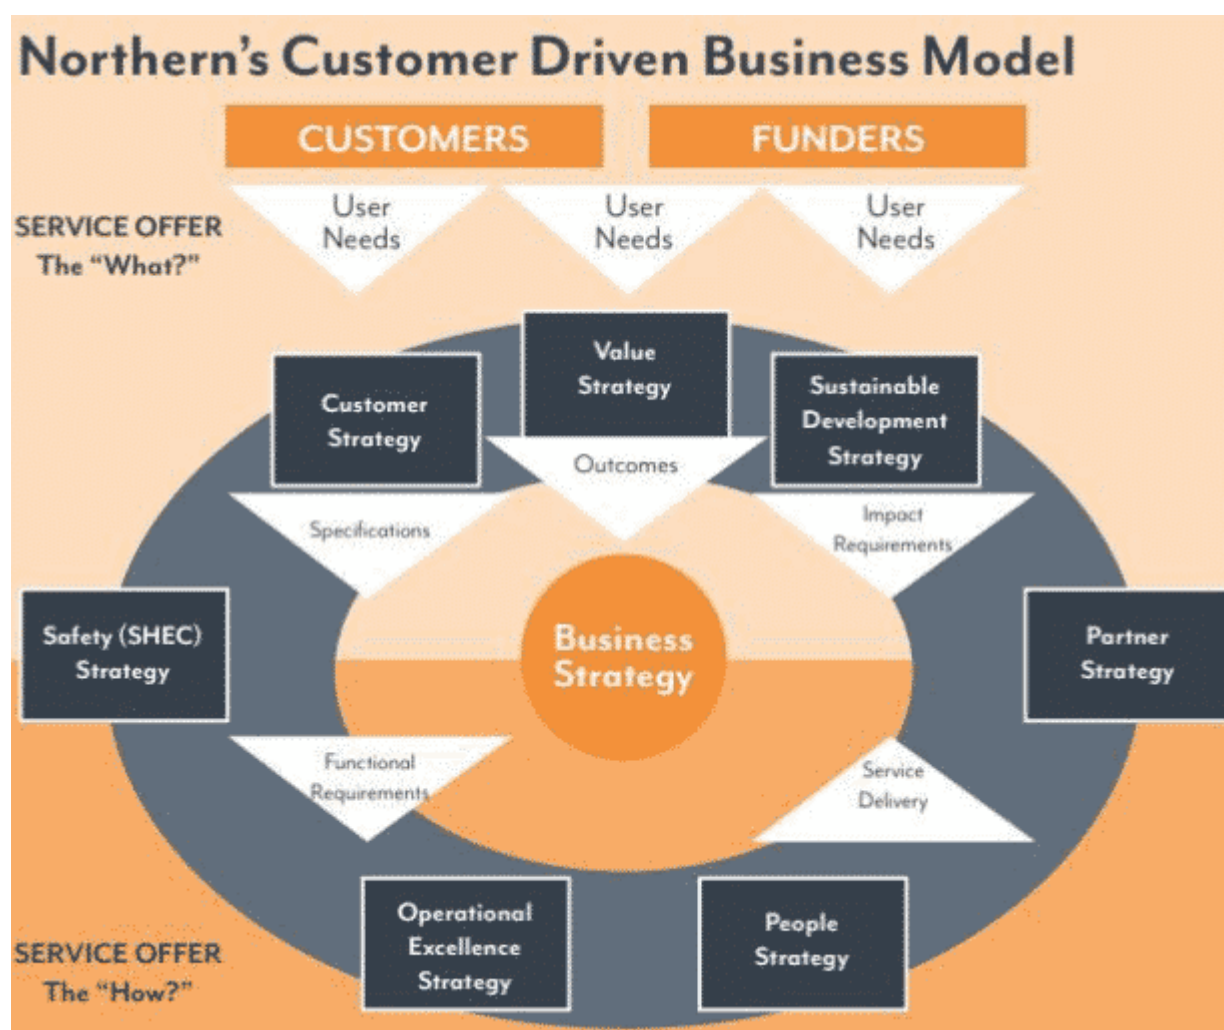 Northern's Customer Driven Business Model
CUSTOMERS
FUNDERS
SERVICE OFFER
The “What?”
User
Needs
User
Needs
User
Needs
Customer
Strategy
Value
Strategy
Sustainable
Development
Strategy
Specifications
Outcomes
Impact
Requirements
Safety (SHEC)
Strategy
Business
Strategy
Partner
Strategy
Functional
Requirements
Service
Delivery
Operational
Excellence
Strategy
People
Strategy
SERVICE OFFER
The “How?”